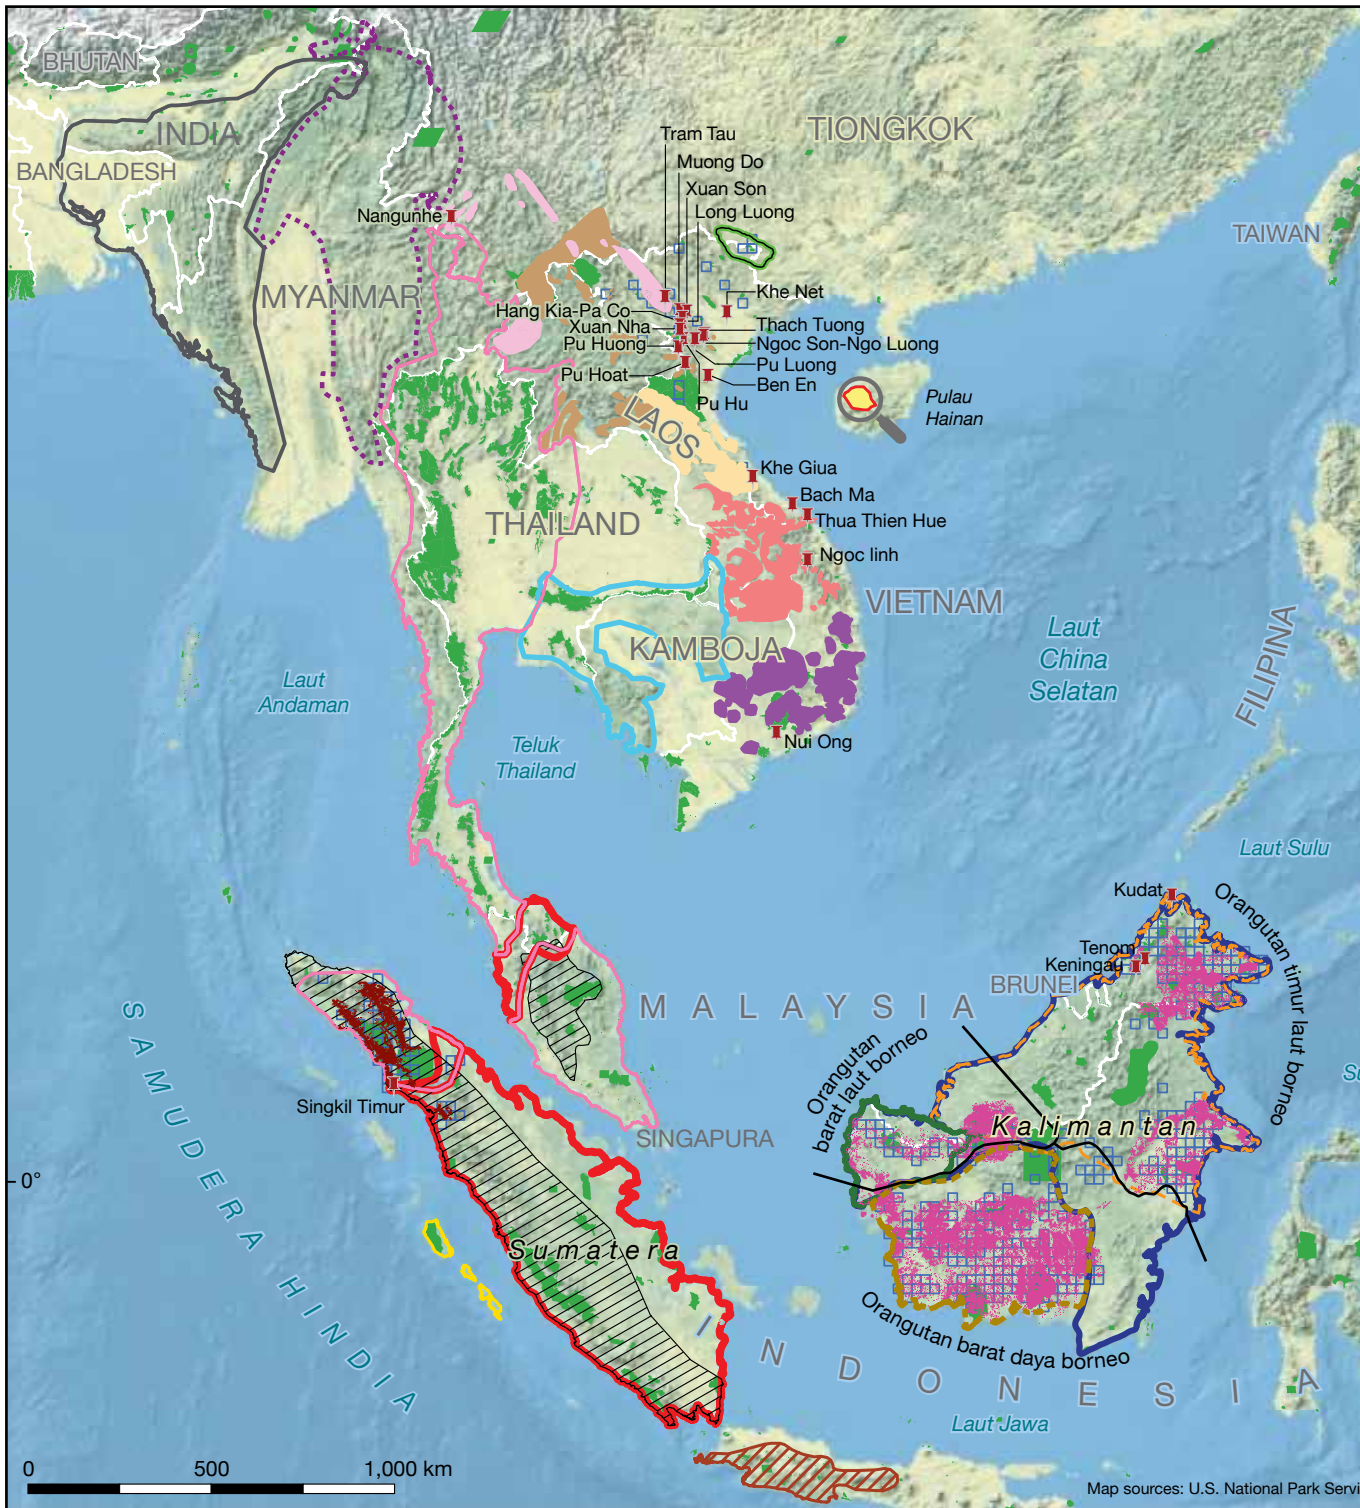 BHUTAN
INDIA
BANGLADESH
TIONGKOK
Tram Tau
Muong Do
Xuan Son
Long Luong
Nangunhe
TAIWAN
MYANMAR
Khe Net
Hang Kia-Pa Co
Xuan Nha
Pu Huong
Pu Hoat
Thach Tuong
Ngoc Son-Ngo Luong
Pu Luong
Ben En
Pu Hu
Pulau
Hainan
LAOS
Khe Giua
Bach Ma
Thua Thien Hue
Ngoc linh
THAILAND
VIETNAM
KAMBOJA
Laut
China
Selatan
FILIPINA
Laut
Andaman
Teluk
Thailand
Nui Ong
Laut Sulu
Kudat
Tenom
Keningau
BRUNEI
Orangutan timur laut borneo
MALAYSIA
Orangutan
barat laut borneo
Kalimantan
Su
SAMUDERA HINDIA
Singkil Timur
SINGAPURA
0°
Sumatera
Orangutan barat daya borneo
INDONESIA
Laut Jawa
0 500 1,000 km
Map sources: U.S. National Park Servi